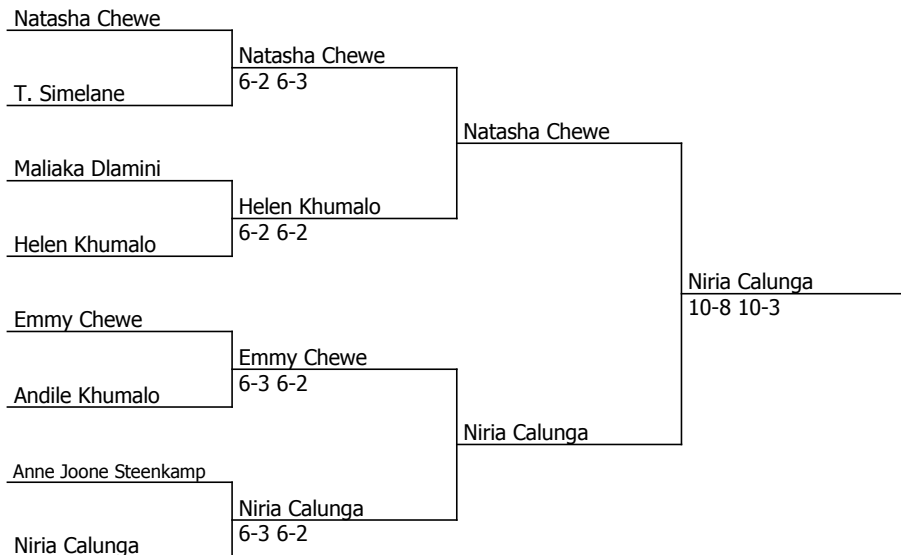 Natasha Chewe
Natasha Chewe
6-2 6-3
T. Simelane
Natasha Chewe
Maliaka Dlamini
Helen Khumalo
6-2 6-2
Helen Khumalo
Niria Calunga
10-8 10-3
Emmy Chewe
Emmy Chewe
6-3 6-2
Andile Khumalo
Niria Calunga
Anne Joone Steenkamp
Niria Calunga
6-3 6-2
Niria Calunga